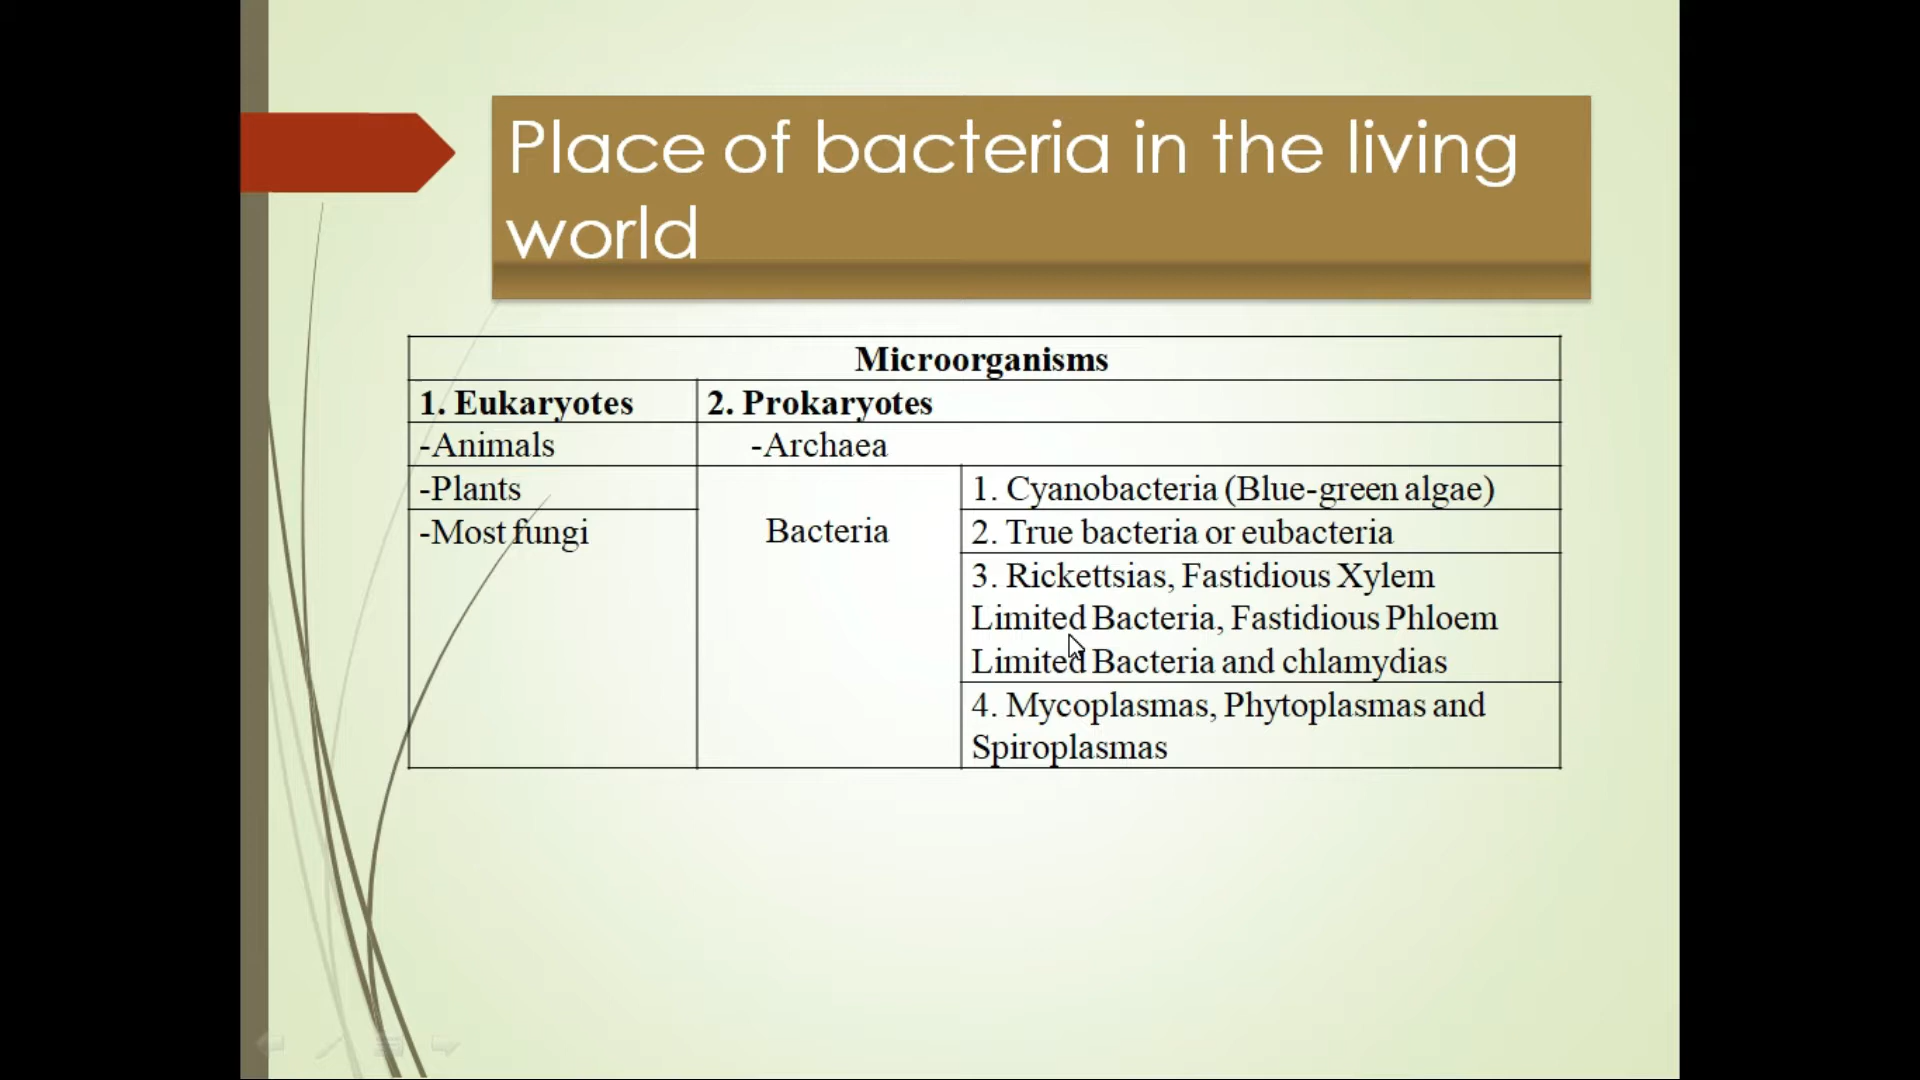 Place of bacteria in the living
world
Microorganisms
1. Eukaryotes
2. Prokaryotes
-Animals
-Archaea
-Plants
1. Cyanobacteria (Blue-green algae)
-Most fungi
Bacteria
2. True bacteria or eubacteria
3. Rickettsias, Fastidious Xylem
Limited Bacteria, Fastidious Phloem
Limited Bacteria and chlamydias
4. Mycoplasmas, Phytoplasmas and
Spiroplasmas